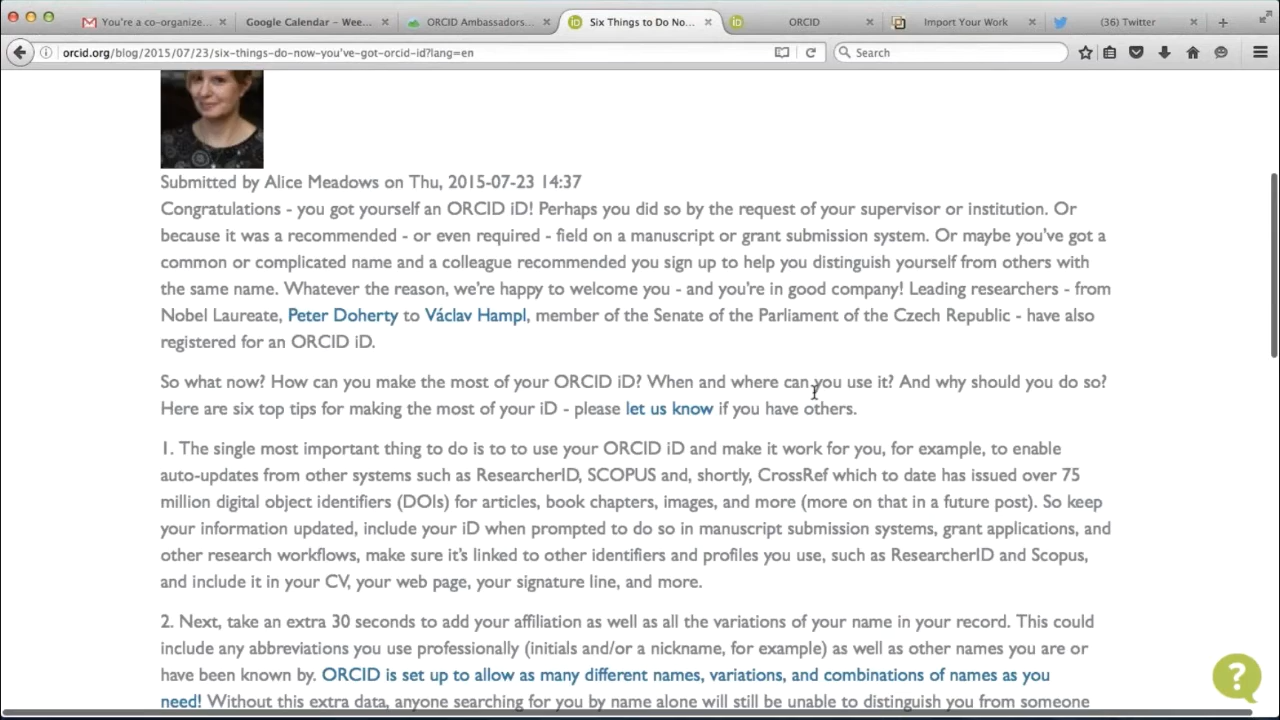 You're a co-organize...
Google Calendar – Wee...
ORCID Ambassadors...
Six Things to Do No...
ORCID
Import Your Work
(36) Twitter
orcid.org/blog/2015/07/23/six-things-do-now-you've-got-orcid-id?lang=en
Search
Submitted by Alice Meadows on Thu, 2015-07-23 14:37
Congratulations - you got yourself an ORCID iD! Perhaps you did so by the request of your supervisor or institution. Or
because it was a recommended - or even required - field on a manuscript or grant submission system. Or maybe you've got a
common or complicated name and a colleague recommended you sign up to help you distinguish yourself from others with
the same name. Whatever the reason, we're happy to welcome you - and you're in good company! Leading researchers - from
Nobel Laureate, Peter Doherty to Václav Hampl, member of the Senate of the Parliament of the Czech Republic - have also
registered for an ORCID iD.
So what now? How can you make the most of your ORCID iD? When and where can you use it? And why should you do so?
Here are six top tips for making the most of your iD - please let us know if you have others.
1. The single most important thing to do is to to use your ORCID iD and make it work for you, for example, to enable
auto-updates from other systems such as ResearcherID, SCOPUS and, shortly, CrossRef which to date has issued over 75
million digital object identifiers (DOIs) for articles, book chapters, images, and more (more on that in a future post). So keep
your information updated, include your iD when prompted to do so in manuscript submission systems, grant applications, and
other research workflows, make sure it's linked to other identifiers and profiles you use, such as ResearcherID and Scopus,
and include it in your CV, your web page, your signature line, and more.
2. Next, take an extra 30 seconds to add your affiliation as well as all the variations of your name in your record. This could
include any abbreviations you use professionally (initials and/or a nickname, for example) as well as other names you are or
have been known by. ORCID is set up to allow as many different names, variations, and combinations of names as you
need! Without this extra data, anyone searching for you by name alone will still be unable to distinguish you from someone